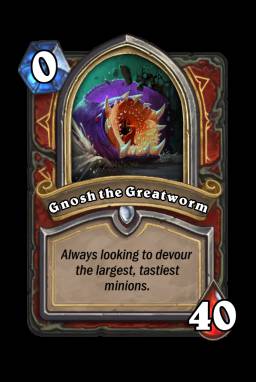 0
Gnosh the Greatworm
Always looking to devour
the largest, tastiest
minions.
40